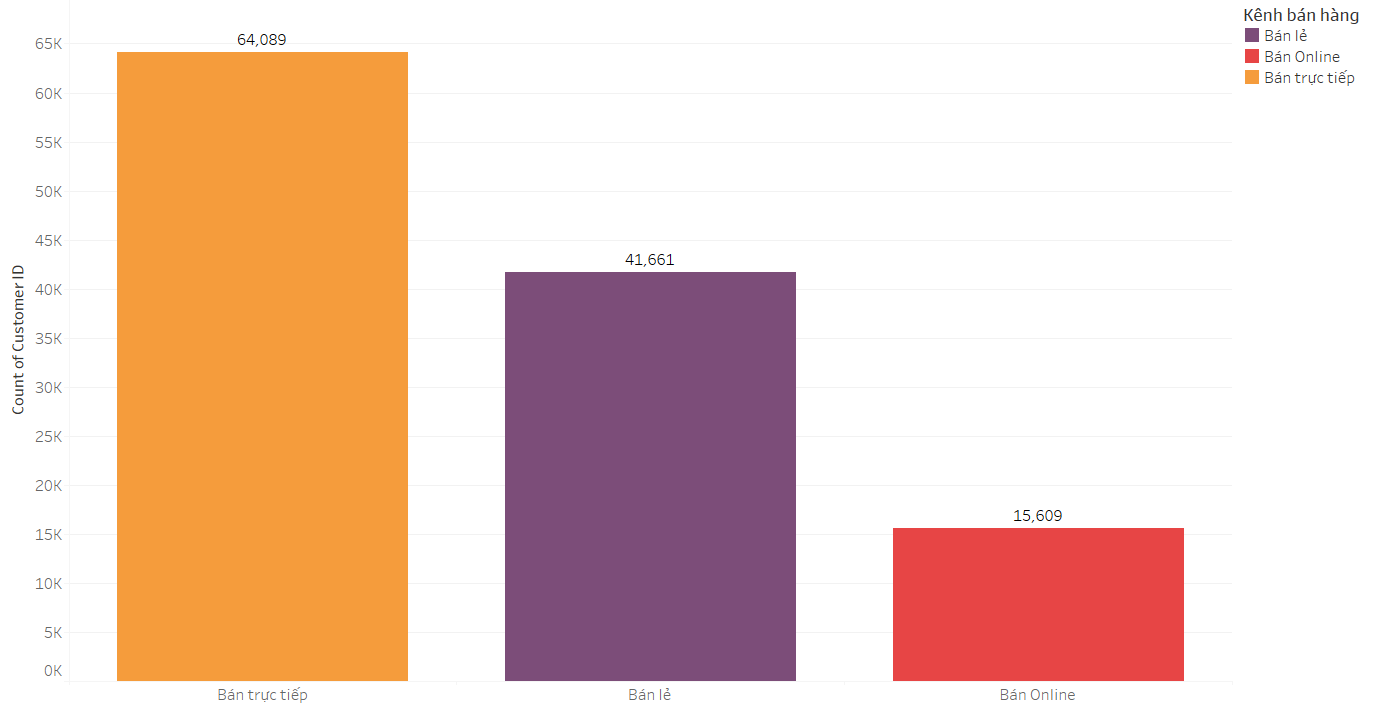 Kênh bán hàng
Bán lẻ
Bán Online
Bán trực tiếp
Count of Customer ID
65K
60K
55K
50K
45K
40K
35K
30K
25K
20K
15K
10K
5K
0K
64,089
41,661
15,609
Bán trực tiếp
Bán lẻ
Bán Online